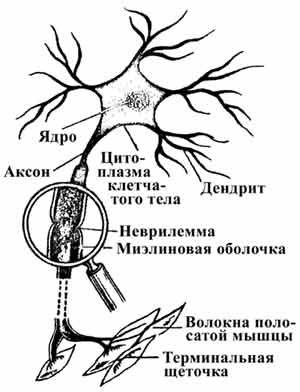 Ядро
Аксон
Цито-
плазма
клетча-
того тела
Дендрит
Неврилемма
Миэлиновая оболочка
Волокна поло-
сатой мышцы
Терминальная
щеточка